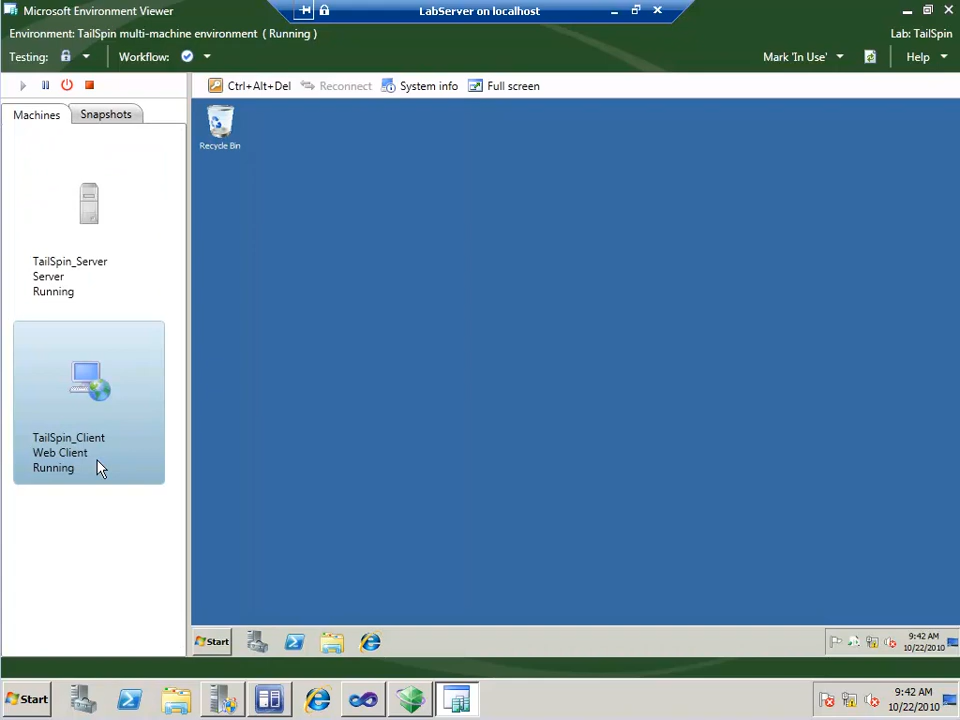 Microsoft Environment Viewer
LabServer on localhost
Environment: TailSpin multi-machine environment ( Running )
Lab: TailSpin
Testing:
Workflow:
Mark 'In Use'
Help
Ctrl+Alt+Del
Reconnect
System info
Full screen
Machines
Snapshots
Recycle Bin
TailSpin_Server
Server
Running
TailSpin_Client
Web Client
Running
Start
9:42 AM
10/22/2010
Start
9:42 AM
10/22/2010